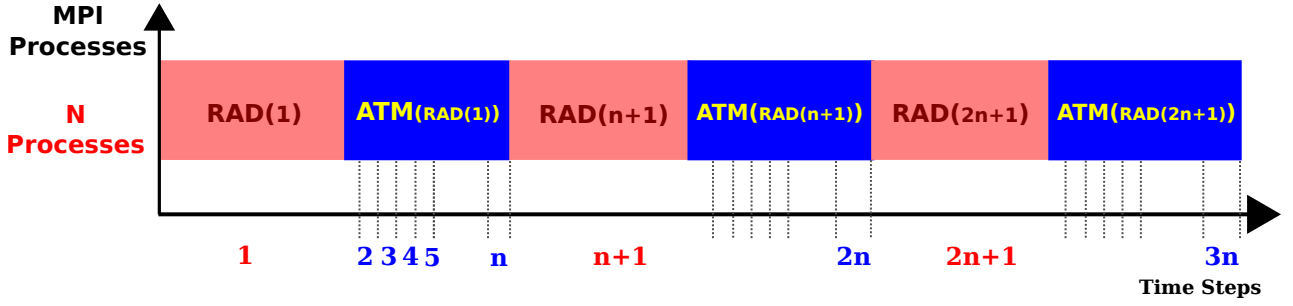 MPI
Processes
N
Processes
RAD(1) ATM(RAD(1)) RAD(n+1) ATM(RAD(n+1)) RAD(2n+1) ATM(RAD(2n+1))
1 2 3 4 5 n n+1 2n 2n+1 3n
Time Steps